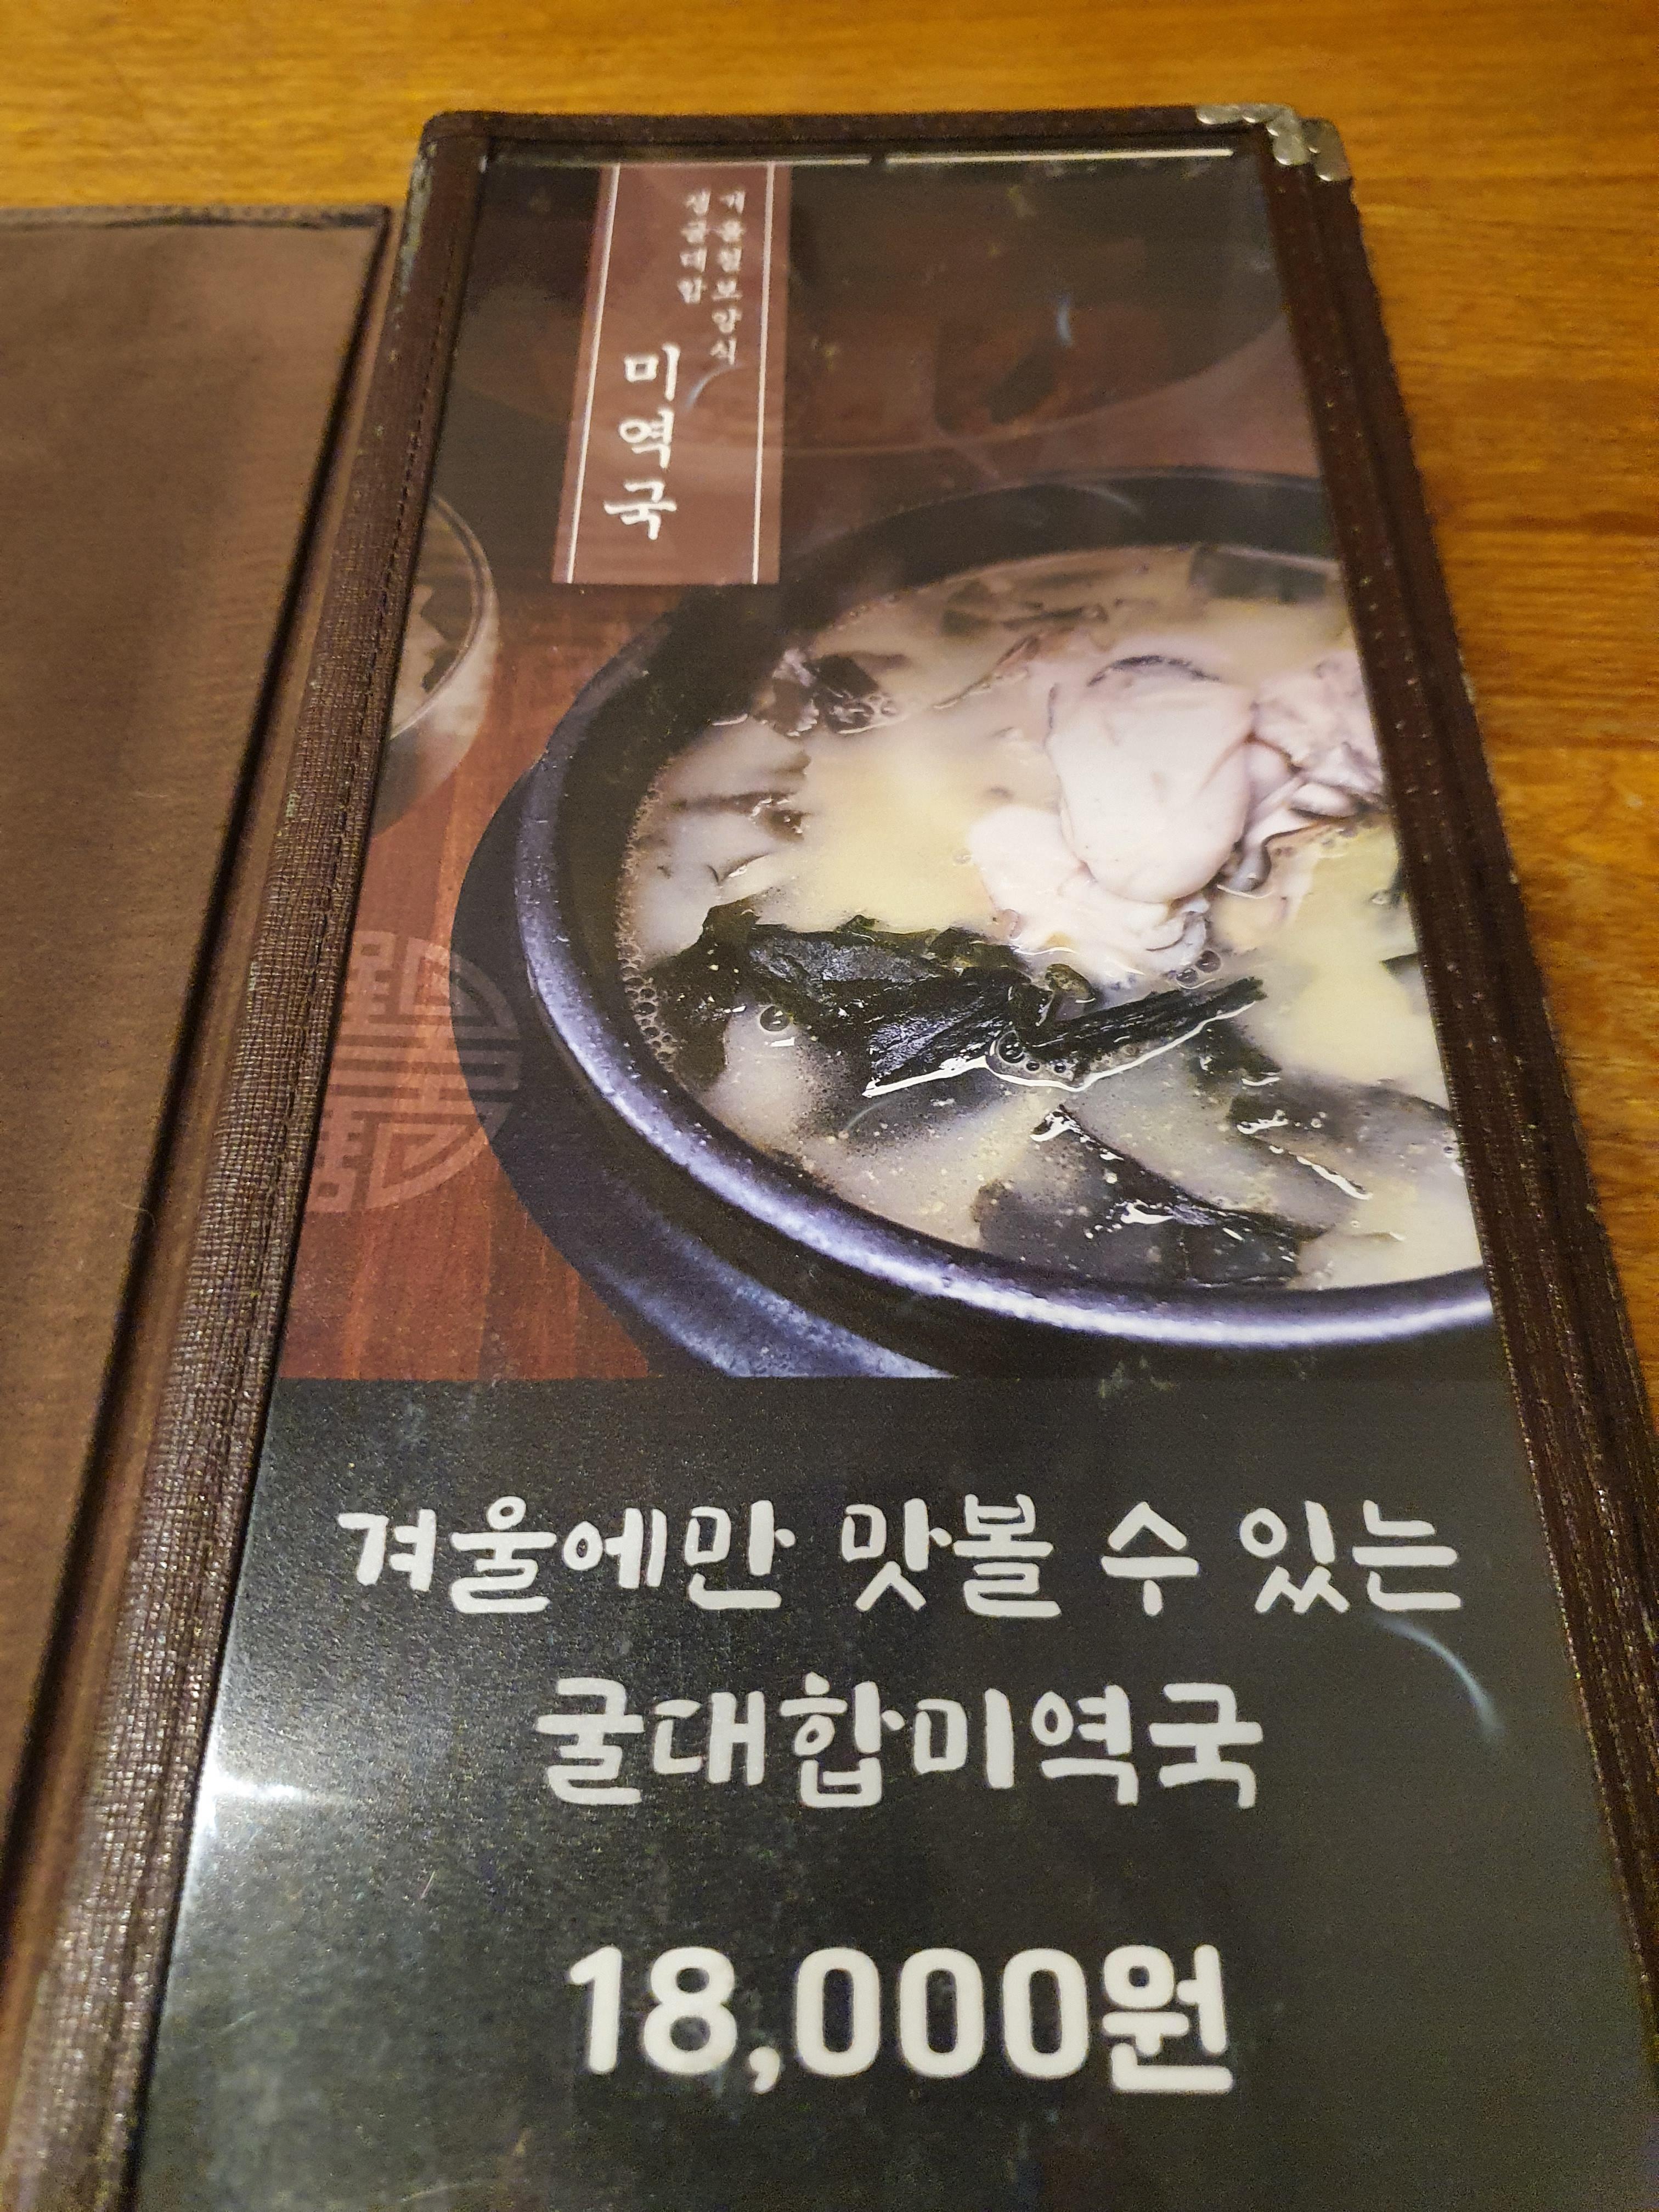 겨울철보양식
생굴대합
미역국
겨울에만 맛볼 수 있는
굴대합미역국
18,000원